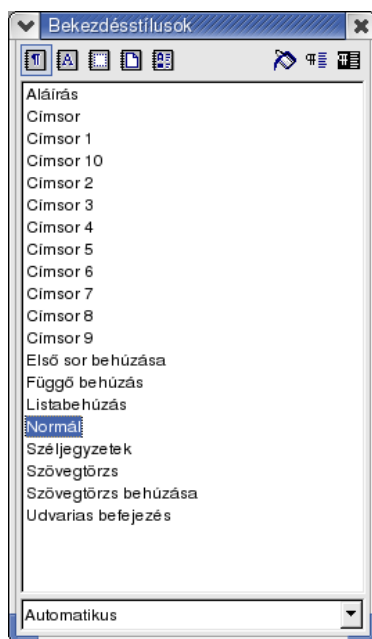 Bekezdésstílusok
Aláírás
Címsor
Címsor 1
Címsor 10
Címsor 2
Címsor 3
Címsor 4
Címsor 5
Címsor 6
Címsor 7
Címsor 8
Címsor 9
Első sor behúzása
Függő behúzás
Listabehúzás
Normál
Széljegyzetek
Szövegtörzs
Szövegtörzs behúzása
Udvarias befejezés
Automatikus